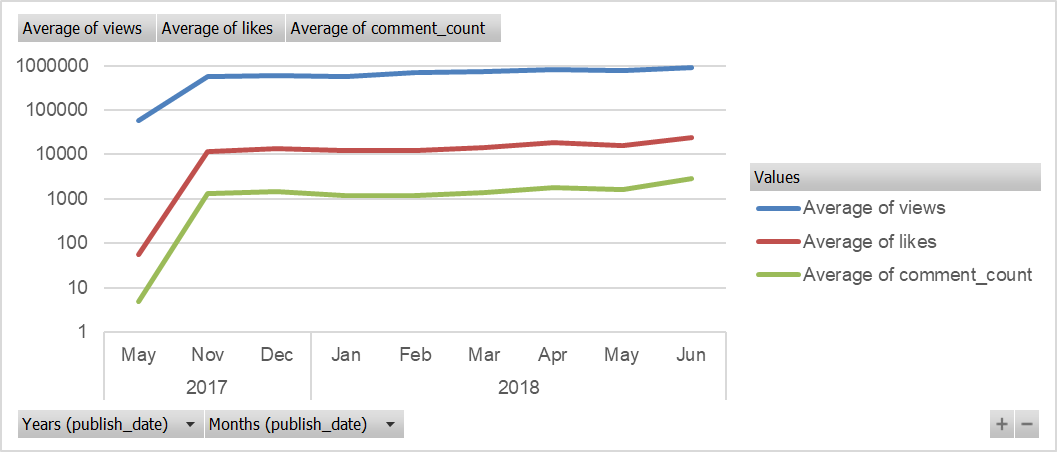 Average of views Average of likes Average of comment_count
1000000
100000
10000
1000
100
10
1
May Nov Dec Jan Feb Mar Apr May Jun
2017 2018
Values
Average of views
Average of likes
Average of comment_count
Years (publish_date) Months (publish_date)
+ −